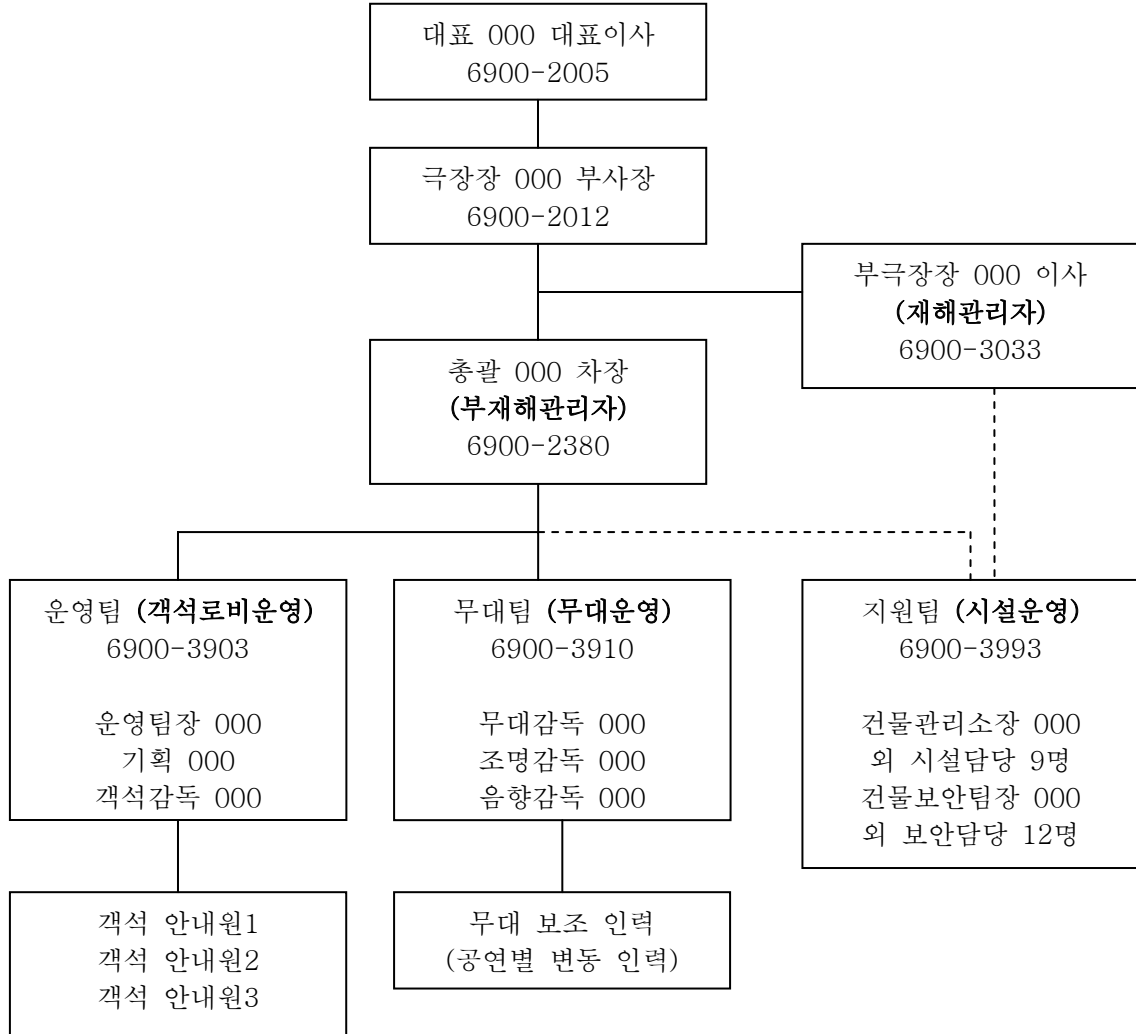 대표 000 대표이사
6900-2005
극장장 000 부사장
6900-2012
부극장장 000 이사
(재해관리자)
6900-3033
총괄 000 차장
(부재해관리자)
6900-2380
운영팀 (객석로비운영)
6900-3903
운영팀장 000
기획 000
객석감독 000
무대팀 (무대운영)
6900-3910
무대감독 000
조명감독 000
음향감독 000
지원팀 (시설운영)
6900-3993
건물관리소장 000
외 시설담당 9명
건물보안팀장 000
외 보안담당 12명
객석 안내원1
객석 안내원2
객석 안내원3
무대 보조 인력
(공연별 변동 인력)